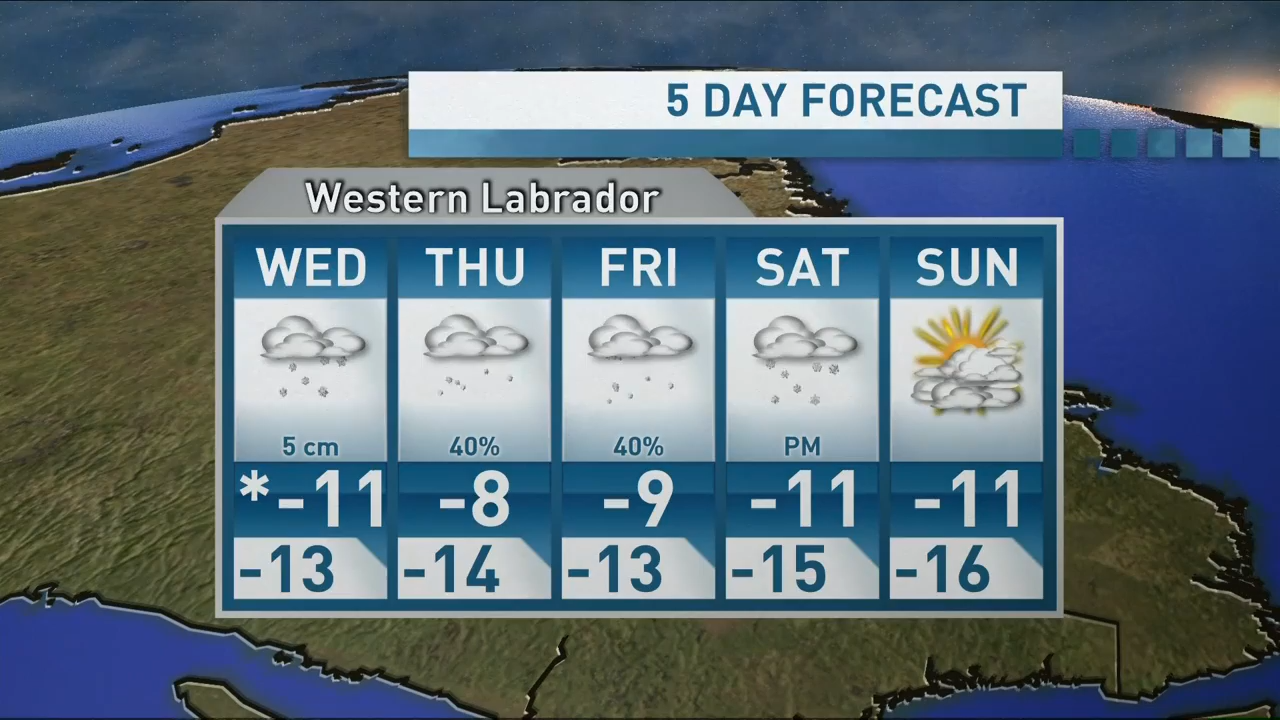 5 DAY FORECAST
Western Labrador
WED THU FRI SAT SUN
5 cm 40% 40% PM
*-11 -8 -9 -11 -11
-13 -14 -13 -15 -16